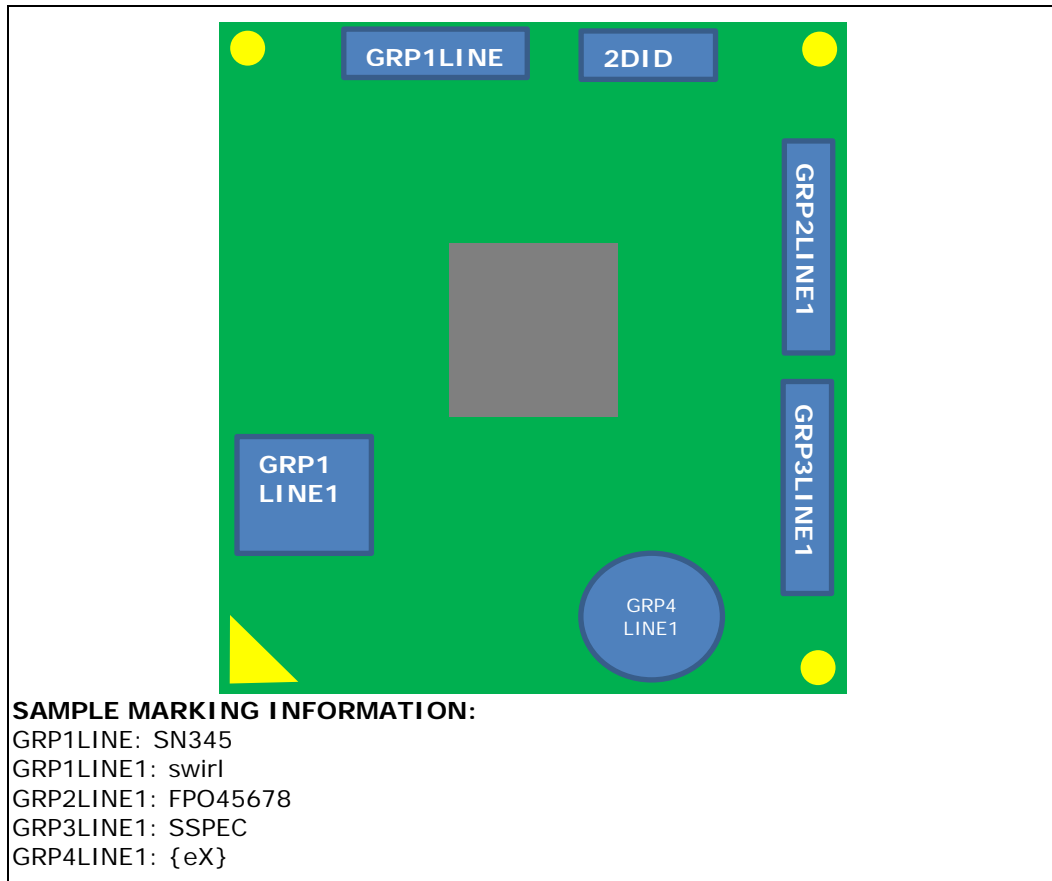 GRP1LINE
2DID
GRP2LINE1
GRP3LINE1
GRP1
LINE1
GRP4
LINE1
SAMPLE MARKING INFORMATION:
GRP1LINE: SN345
GRP1LINE1: swirl
GRP2LINE1: FPO45678
GRP3LINE1: SSPEC
GRP4LINE1: {eX}